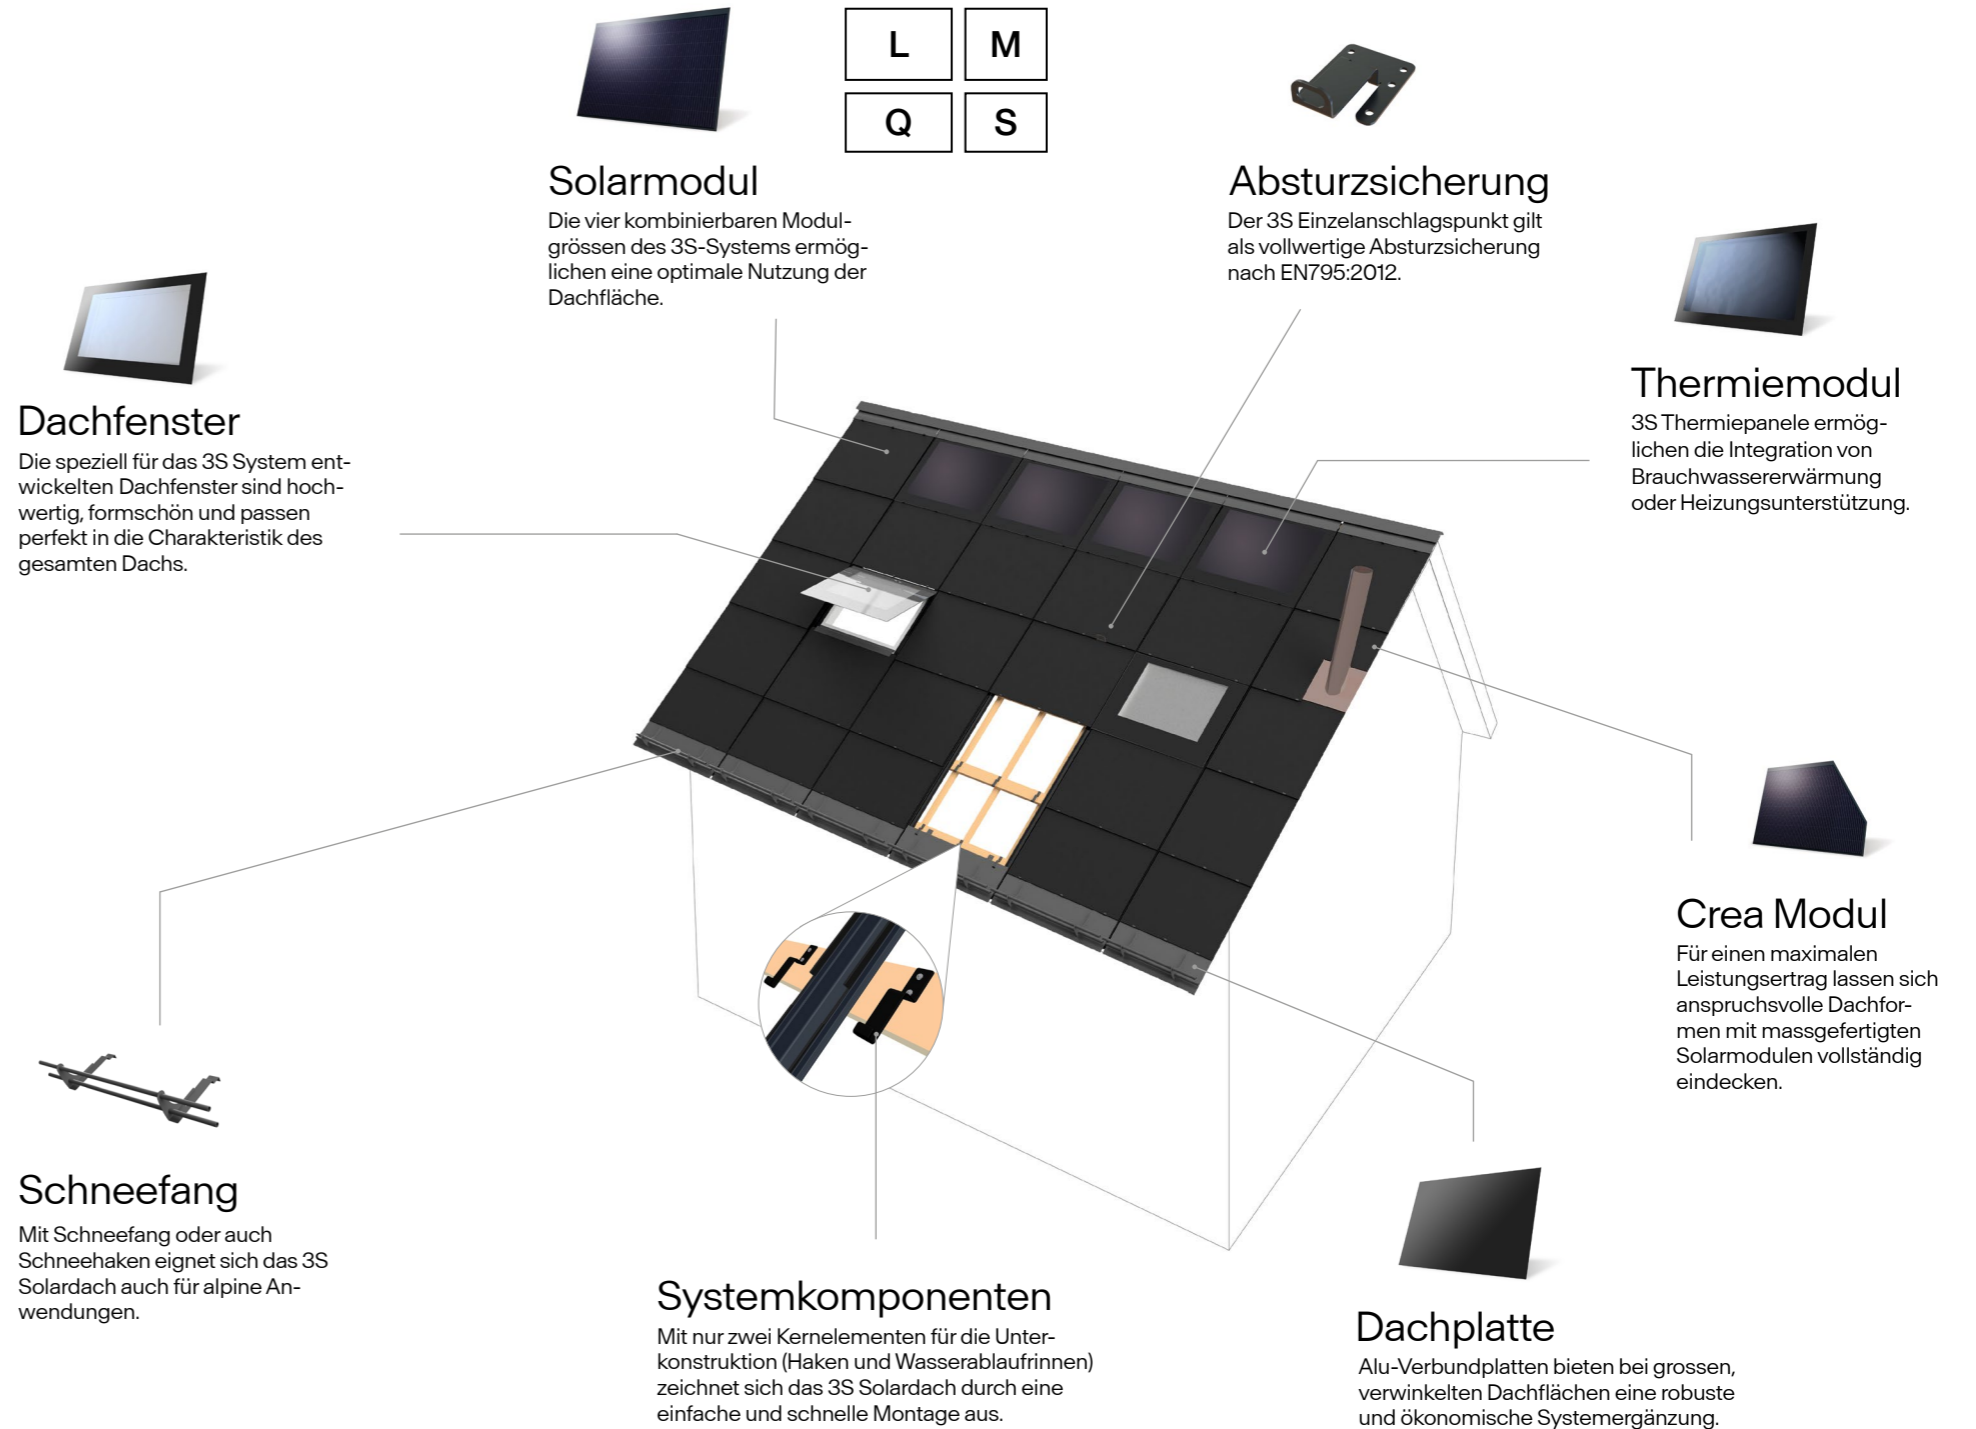 L
M
Q
S
Solarmodul
Die vier kombinierbaren Modul-
grössen des 3S-Systems ermög-
lichen eine optimale Nutzung der
Dachfläche.
Absturzsicherung
Der 3S Einzelanschlagspunkt gilt
als vollwertige Absturzsicherung
nach EN795:2012.
Dachfenster
Die speziell für das 3S System ent-
wickelten Dachfenster sind hoch-
wertig, formschön und passen
perfekt in die Charakteristik des
gesamten Dachs.
Thermiemodul
3S Thermiepanele ermög-
lichen die Integration von
Brauchwassererwärmung
oder Heizungsunterstützung.
Crea Modul
Für einen maximalen
Leistungsertrag lassen sich
anspruchsvolle Dachfor-
men mit massgefertigten
Solarmodulen vollständig
eindecken.
Schneefang
Mit Schneefang oder auch
Schneehaken eignet sich das 3S
Solardach auch für alpine An-
wendungen.
Systemkomponenten
Mit nur zwei Kernelementen für die Unter-
konstruktion (Haken und Wasserablaufrinnen)
zeichnet sich das 3S Solardach durch eine
einfache und schnelle Montage aus.
Dachplatte
Alu-Verbundplatten bieten bei grossen,
verwinkelten Dachflächen eine robuste
und ökonomische Systemergänzung.